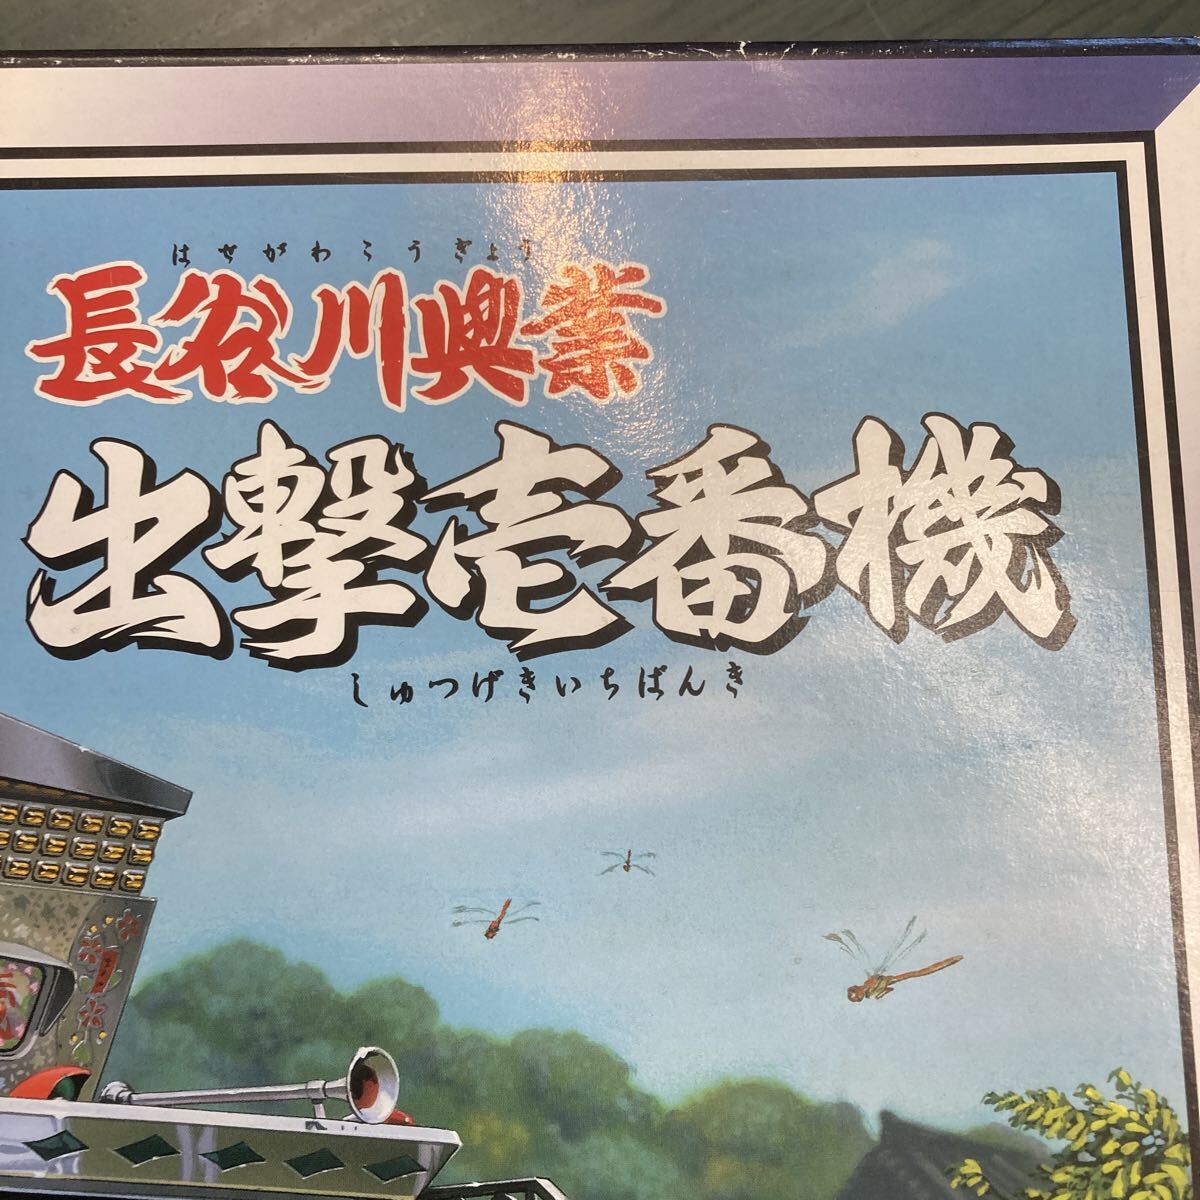 はせがわこうぎょう
長谷川興業
出撃壱番機
しゅつげきいちばんき